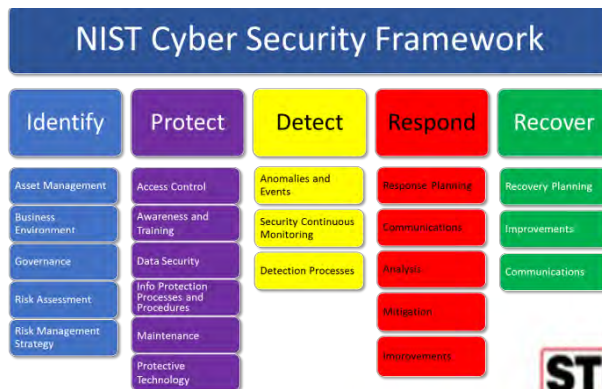 NIST Cyber Security Framework
Identify
Protect
Detect
Respond
Recover
Asset Management
Business
Environment
Governance
Risk Assessment
Risk Management
Strategy
Access Control
Awareness and
Training
Data Security
Info Protection
Processes and
Procedures
Maintenance
Protective
Technology
Anomalies and
Events
Security Continuous
Monitoring
Detection Processes
Response Planning
Communications
Analysis
Mitigation
Improvements
Recovery Planning
Improvements
Communications
ST